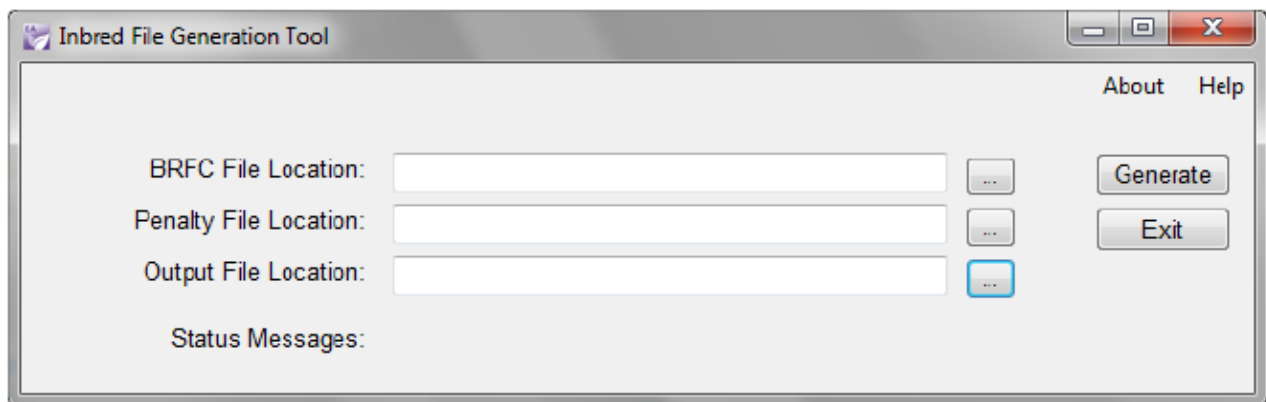 Inbred File Generation Tool
About Help
BRFC File Location:
...
Generate
Penalty File Location:
...
Exit
Output File Location:
...
Status Messages: